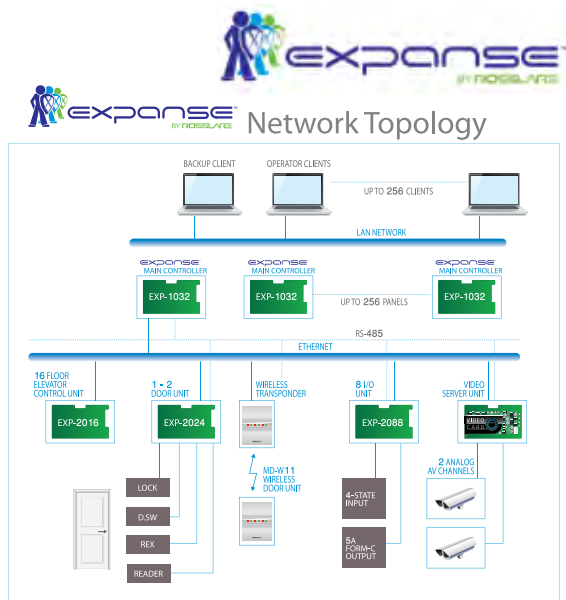 expanse™
BY ROSSLARE
expanse™
BY ROSSLARE
Network Topology
BACKUP CLIENT
OPERATOR CLIENTS
UP TO 256 CLIENTS
LAN NETWORK
expanse
MAIN CONTROLLER
expanse
MAIN CONTROLLER
expanse
MAIN CONTROLLER
EXP-1032
EXP-1032
EXP-1032
UP TO 256 PANELS
RS-485
ETHERNET
16 FLOOR
ELEVATOR
CONTROL UNIT
1 - 2
DOOR UNIT
WIRELESS
TRANSPONDER
8 I/O
UNIT
VIDEO
SERVER UNIT
EXP-2016
EXP-2024
EXP-2088
VIDEO
CARD
MD-W11
WIRELESS
DOOR UNIT
2 ANALOG
AV CHANNELS
LOCK
D.SW
REX
READER
4-STATE
INPUT
5A
FORM-C
OUTPUT